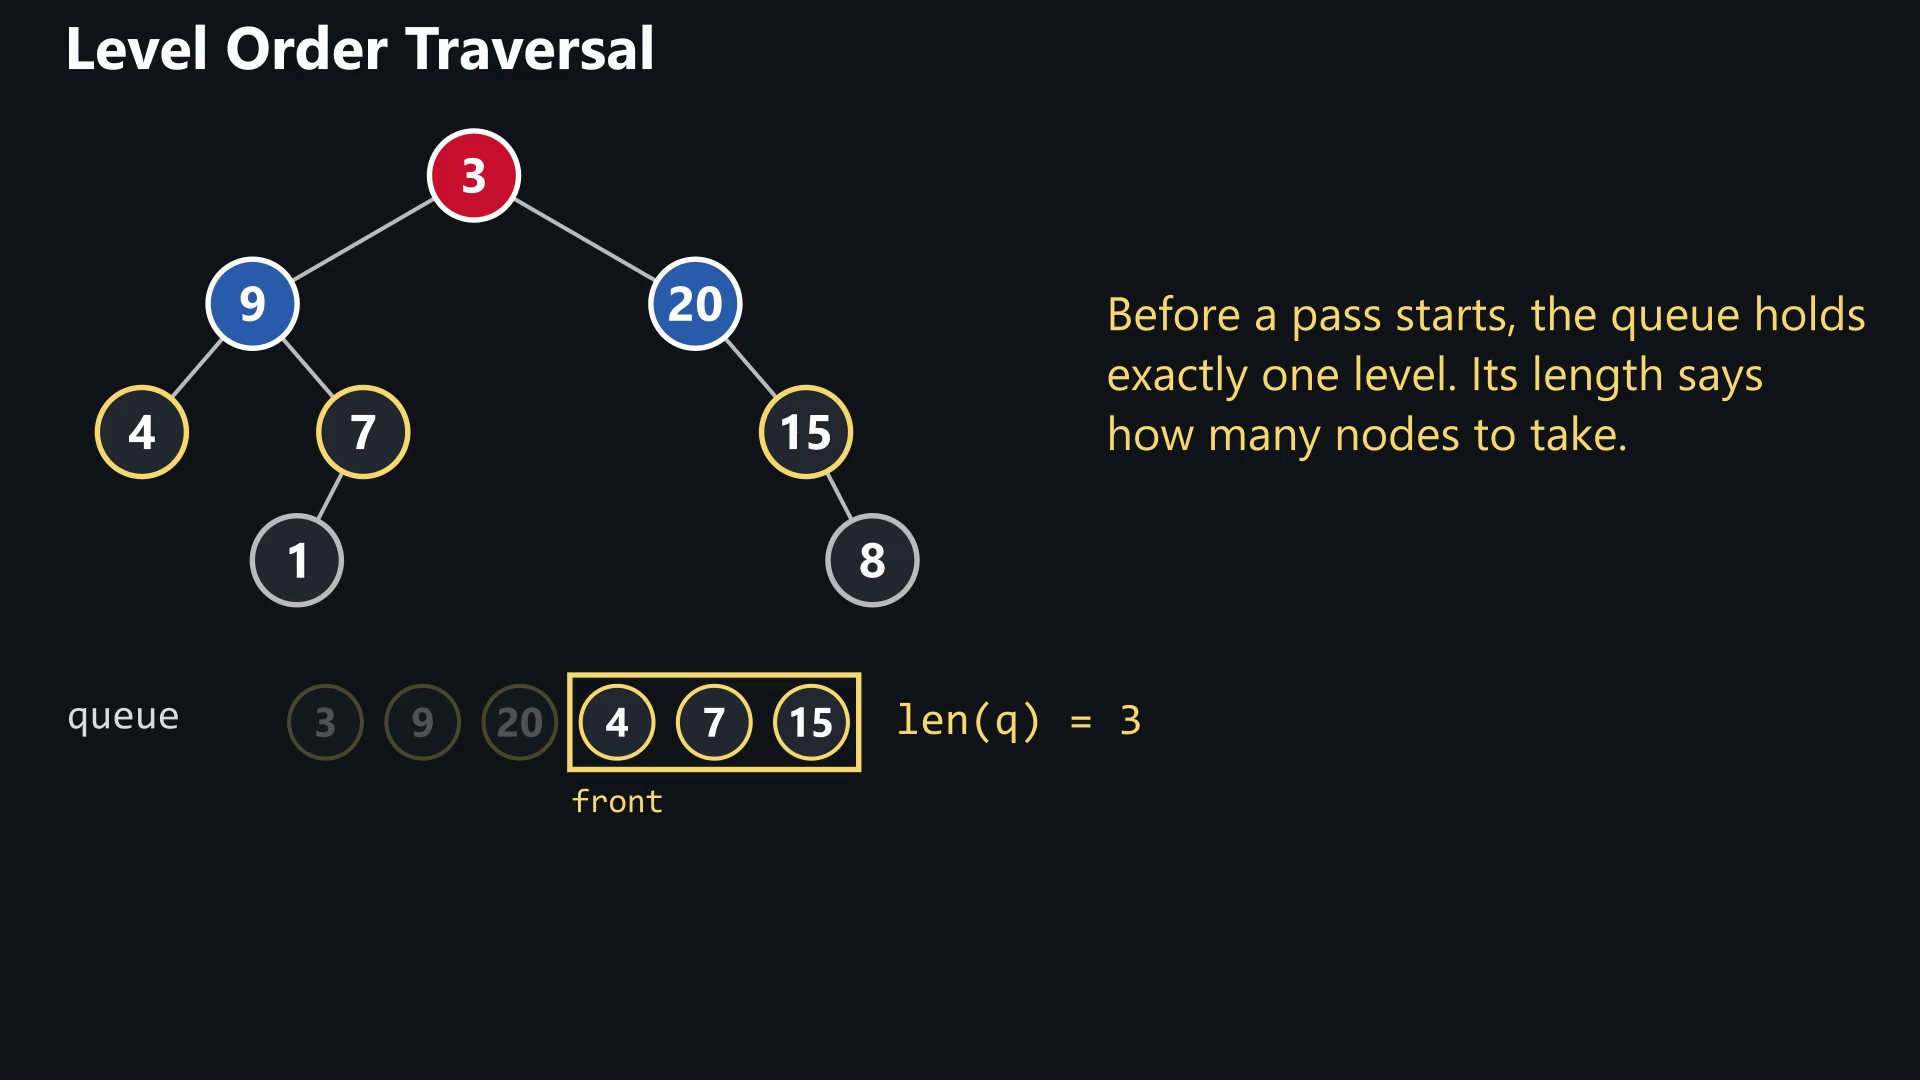 Level Order Traversal
3
9
20
Before a pass starts, the queue holds
exactly one level. Its length says
how many nodes to take.
4
7
15
1
8
queue
3 9 20 4 7 15
len(q) = 3
front